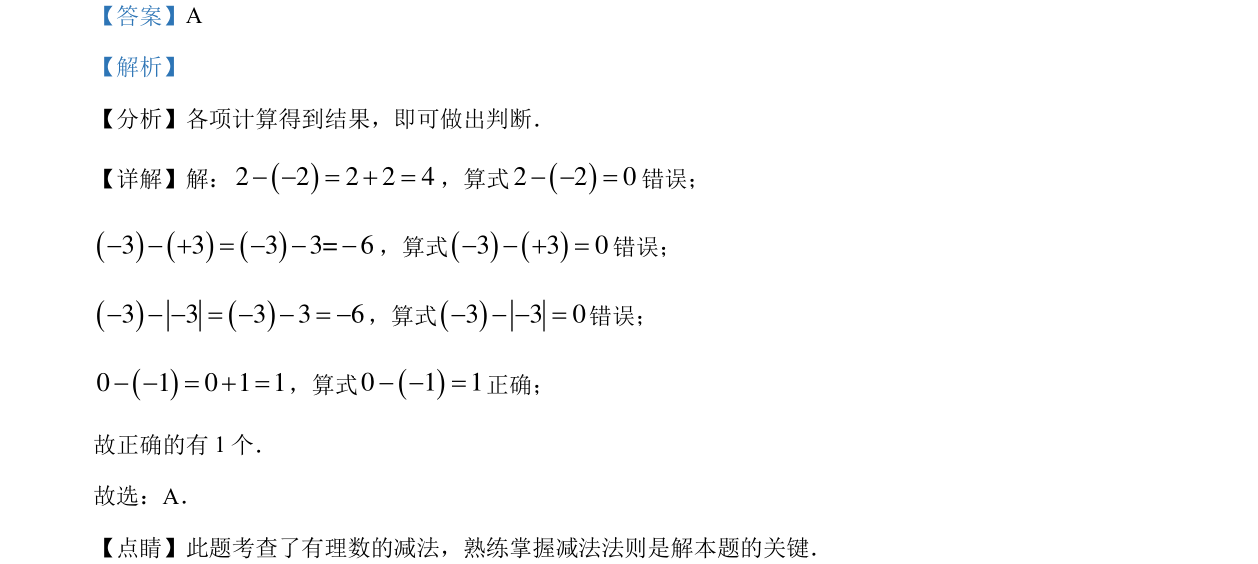 【答案】A
【解析】
【分析】各项计算得到结果，即可做出判断．
【详解】解：2−(−2)=2+2=4，算式2−(−2)=0错误；
(−3)−(+3)=(−3)−3=−6，算式(−3)−(+3)=0错误；
(−3)−|−3|=(−3)−3=−6，算式(−3)−|−3|=0错误；
0−(−1)=0+1=1，算式0−(−1)=1正确；
故正确的有 1 个．
故选：A．
【点睛】此题考查了有理数的减法，熟练掌握减法法则是解本题的关键．